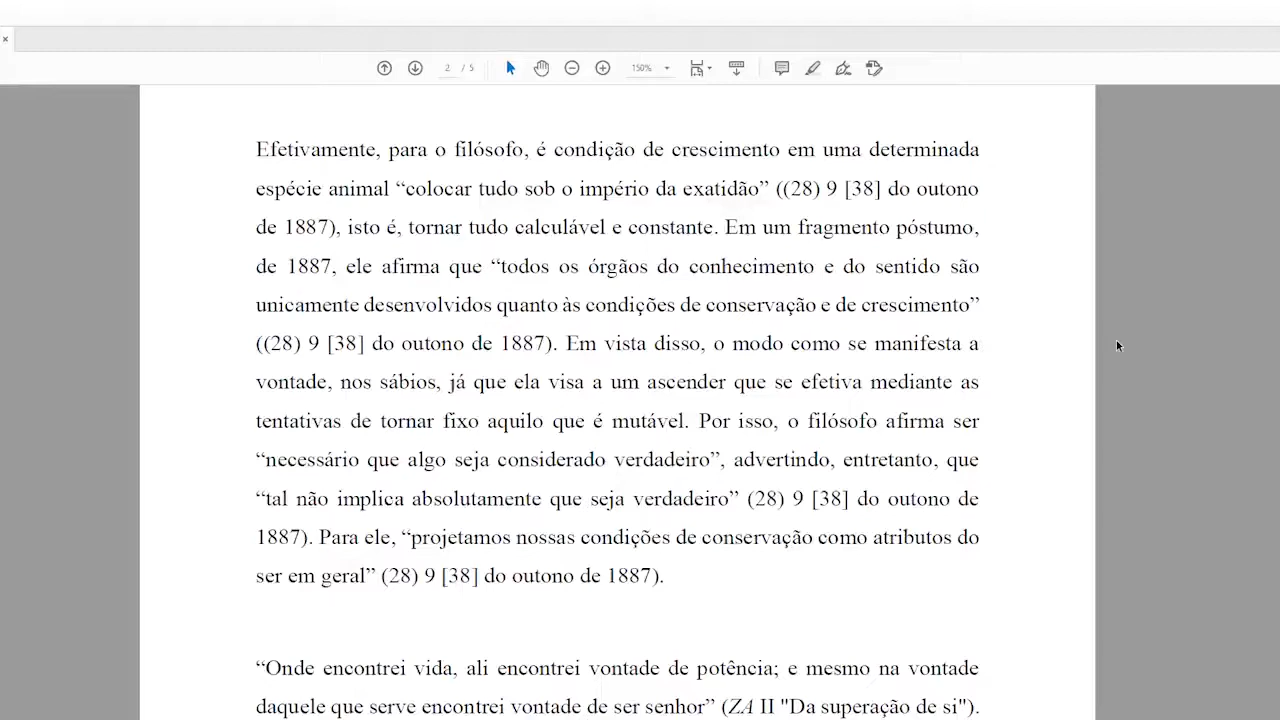 ×
2 / 5
150%
Efetivamente, para o filósofo, é condição de crescimento em uma determinada
espécie animal “colocar tudo sob o império da exatidão” ((28) 9 [38] do outono
de 1887), isto é, tornar tudo calculável e constante. Em um fragmento póstumo,
de 1887, ele afirma que “todos os órgãos do conhecimento e do sentido são
unicamente desenvolvidos quanto às condições de conservação e de crescimento”
((28) 9 [38] do outono de 1887). Em vista disso, o modo como se manifesta a
vontade, nos sábios, já que ela visa a um ascender que se efetiva mediante as
tentativas de tornar fixo aquilo que é mutável. Por isso, o filósofo afirma ser
“necessário que algo seja considerado verdadeiro”, advertindo, entretanto, que
“tal não implica absolutamente que seja verdadeiro” (28) 9 [38] do outono de
1887). Para ele, “projetamos nossas condições de conservação como atributos do
ser em geral” (28) 9 [38] do outono de 1887).
“Onde encontrei vida, ali encontrei vontade de potência; e mesmo na vontade
daquele que serve encontrei vontade de ser senhor” (ZA II "Da superação de si").